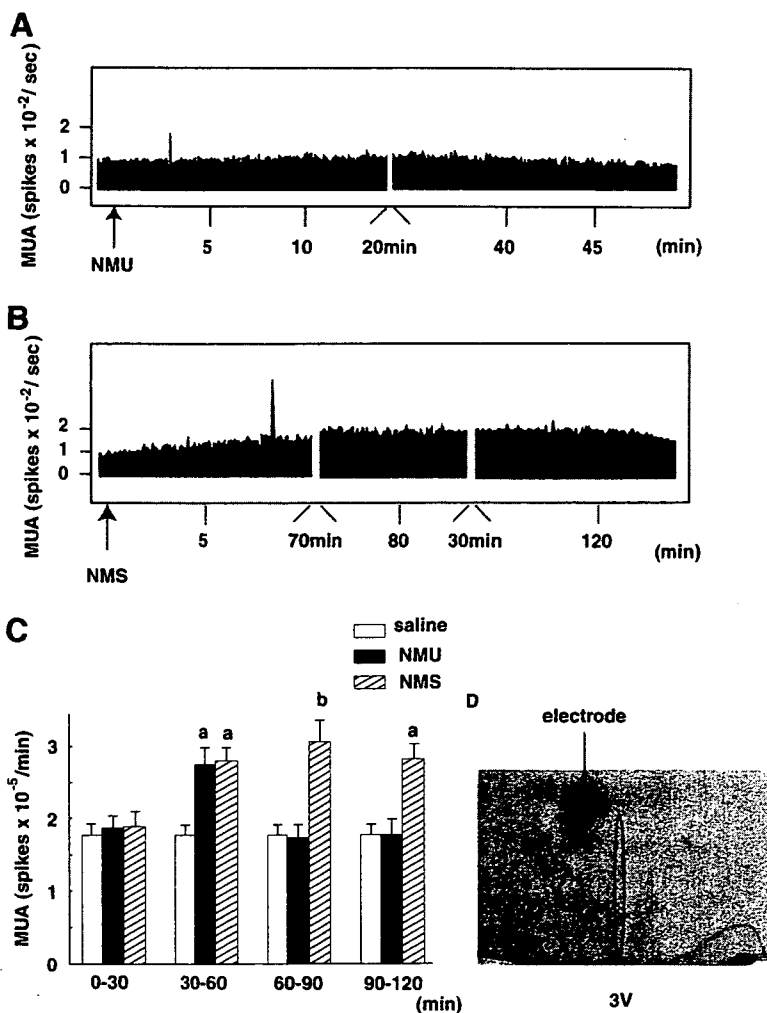 A
MUA (spikes x 10-2/ sec)
2
1
0
NMU
5
10
20min
40
45
(min)
B
MUA (spikes x 10-2/ sec)
2
1
0
NMS
5
70min
80
30min
120
(min)
C
saline
NMU
NMS
MUA (spikes x 10-5/min)
3
2
1
0
a
a
b
a
0-30
30-60
60-90
90-120
(min)
D
electrode
3V